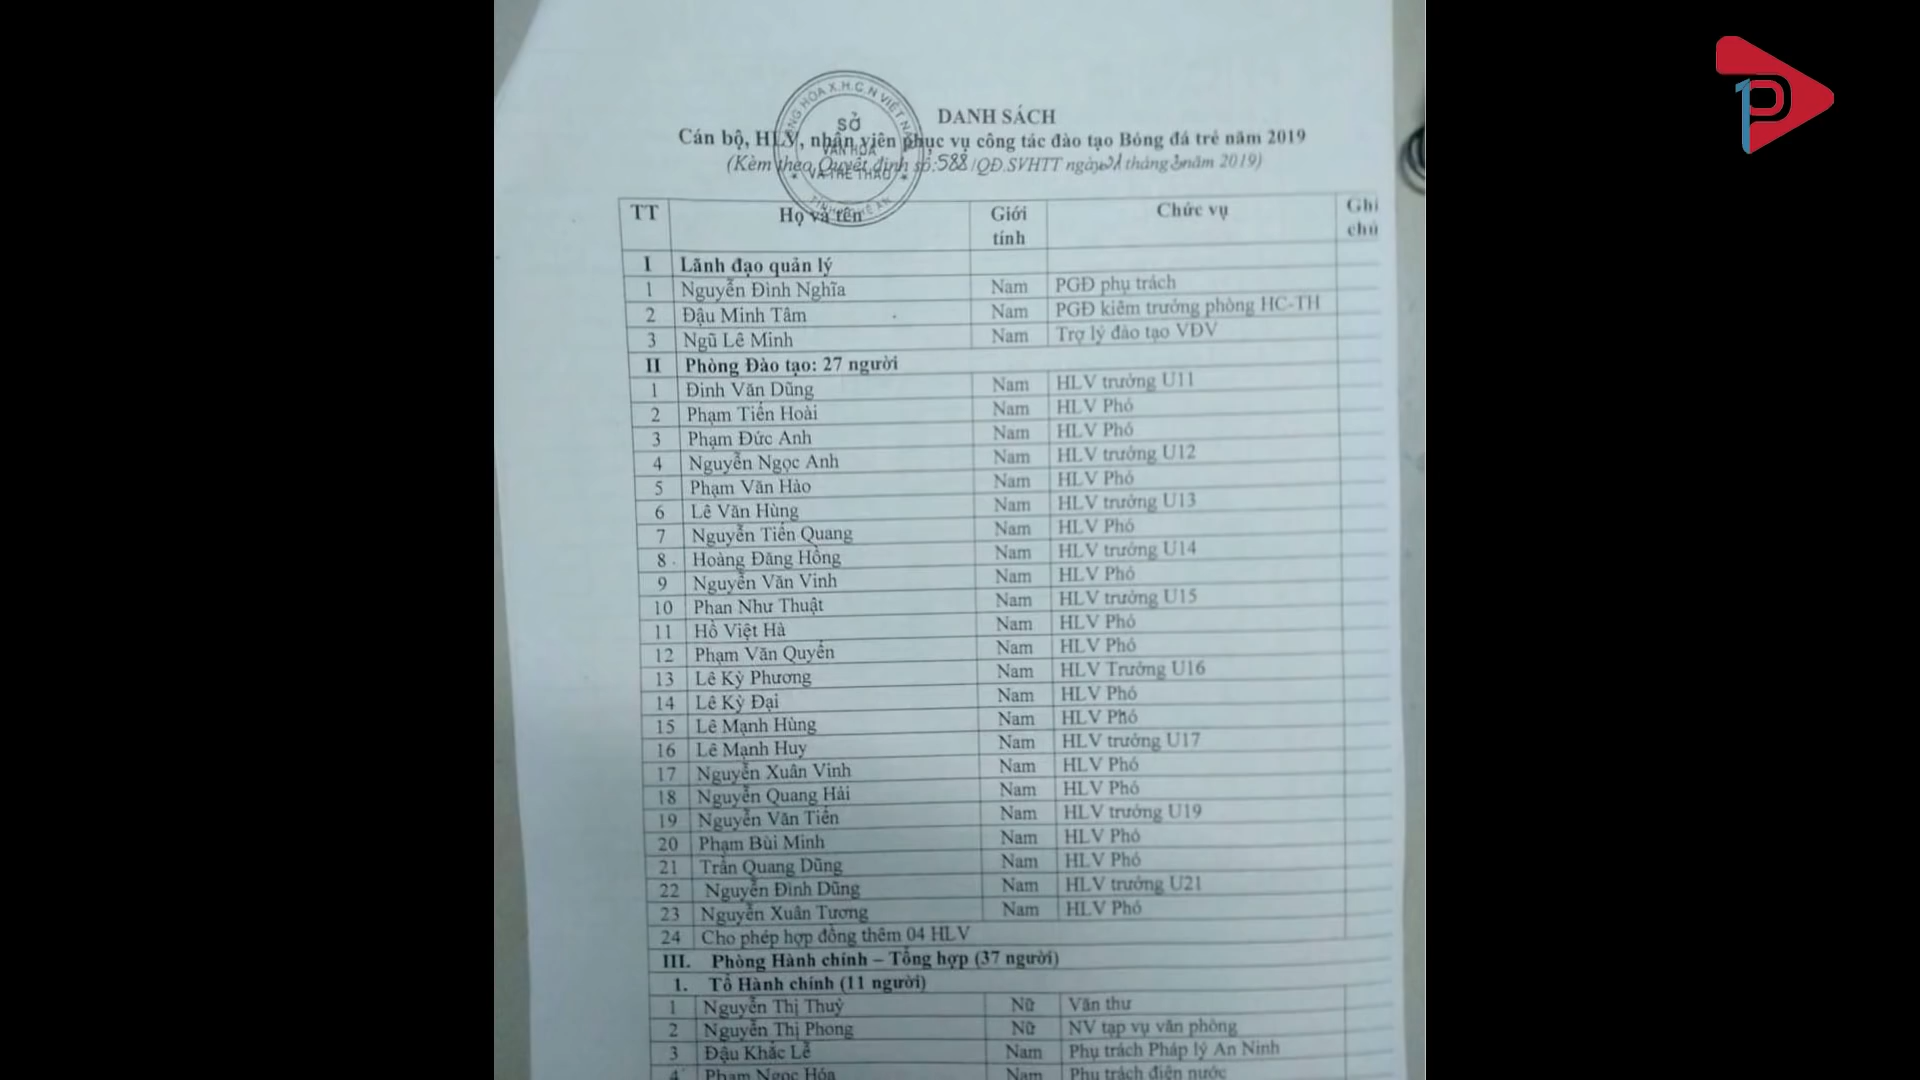 CỘNG HÒA X.H.C.N VIỆT NAM
SỞ
VĂN HÓA
VÀ THỂ THAO
DANH SÁCH
Cán bộ, HLV, nhân viên phục vụ công tác đào tạo Bóng đá trẻ năm 2019
(Kèm theo Quyết định số: 588 /QĐ.SVHTT ngày tháng năm 2019)
TT Họ và tên Giới tính Chức vụ Ghi chú
I Lãnh đạo quản lý
1 Nguyễn Đình Nghĩa Nam PGĐ phụ trách
2 Đậu Minh Tâm Nam PGĐ kiêm trưởng phòng HC-TH
3 Ngũ Lê Minh Nam Trợ lý đào tạo VĐV
II Phòng Đào tạo: 27 người
1 Đinh Văn Dũng Nam HLV trưởng U11
2 Phạm Tiến Hoài Nam HLV Phó
3 Phạm Đức Anh Nam HLV Phó
4 Nguyễn Ngọc Anh Nam HLV trưởng U12
5 Phạm Văn Hào Nam HLV Phó
6 Lê Văn Hùng Nam HLV trưởng U13
7 Nguyễn Tiến Quang Nam HLV Phó
8 Hoàng Đăng Hồng Nam HLV trưởng U14
9 Nguyễn Văn Vinh Nam HLV Phó
10 Phan Như Thuật Nam HLV trưởng U15
11 Hồ Việt Hà Nam HLV Phó
12 Phạm Văn Quyến Nam HLV Phó
13 Lê Kỳ Phương Nam HLV Trưởng U16
14 Lê Kỳ Đại Nam HLV Phó
15 Lê Mạnh Hùng Nam HLV Phó
16 Lê Mạnh Huy Nam HLV trưởng U17
17 Nguyễn Xuân Vinh Nam HLV Phó
18 Nguyễn Quang Hải Nam HLV Phó
19 Nguyễn Văn Tiến Nam HLV trưởng U19
20 Phạm Bùi Minh Nam HLV Phó
21 Trần Quang Dũng Nam HLV Phó
22 Nguyễn Đình Dũng Nam HLV trưởng U21
23 Nguyễn Xuân Tương Nam HLV Phó
24 Cho phép hợp đồng thêm 04 HLV
III. Phòng Hành chính – Tổng hợp (37 người)
1. Tổ Hành chính (11 người)
1 Nguyễn Thị Thuỷ Nữ Văn thư
2 Nguyễn Thị Phong Nữ NV tạp vụ văn phòng
3 Đậu Khắc Lễ Nam Phụ trách Pháp lý An Ninh
4 Phạm Ngọc Hóa Nam Phụ trách điện nước